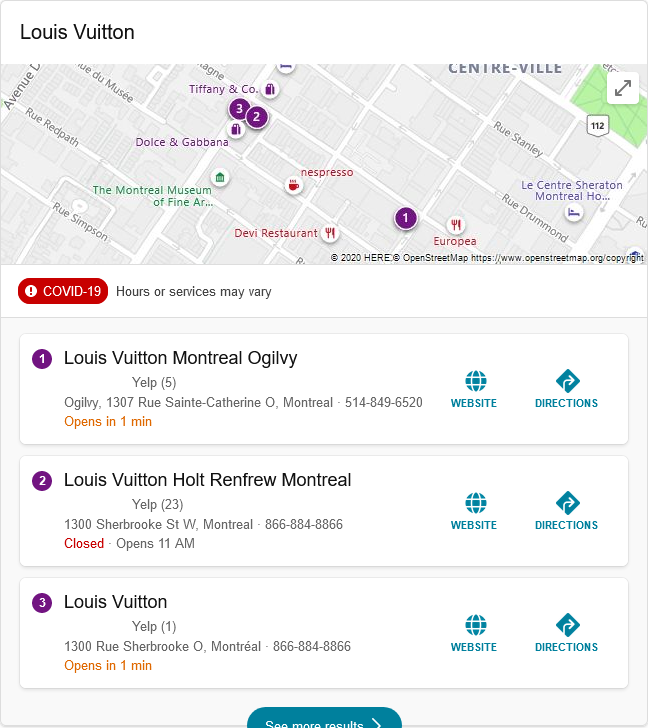 Louis Vuitton
CENTRE-VILLE
Avenue D
ue du Musée
agne
Tiffany & Co.
3
2
Rue Redpath
Dolce & Gabbana
112
Rue Stanley
nespresso
The Montreal Museum
of Fine Ar...
Le Centre Sheraton
Montreal Ho...
Rue Simpson
1
Rue Drummond
Devi Restaurant
Europea
© 2020 HERE,© OpenStreetMap https://www.openstreetmap.org/copyright
COVID-19 Hours or services may vary
1 Louis Vuitton Montreal Ogilvy
Yelp (5)
Ogilvy, 1307 Rue Sainte-Catherine O, Montreal · 514-849-6520
Opens in 1 min
WEBSITE
DIRECTIONS
2 Louis Vuitton Holt Renfrew Montreal
Yelp (23)
1300 Sherbrooke St W, Montreal · 866-884-8866
Closed · Opens 11 AM
WEBSITE
DIRECTIONS
3 Louis Vuitton
Yelp (1)
1300 Rue Sherbrooke O, Montréal · 866-884-8866
Opens in 1 min
WEBSITE
DIRECTIONS
See more results